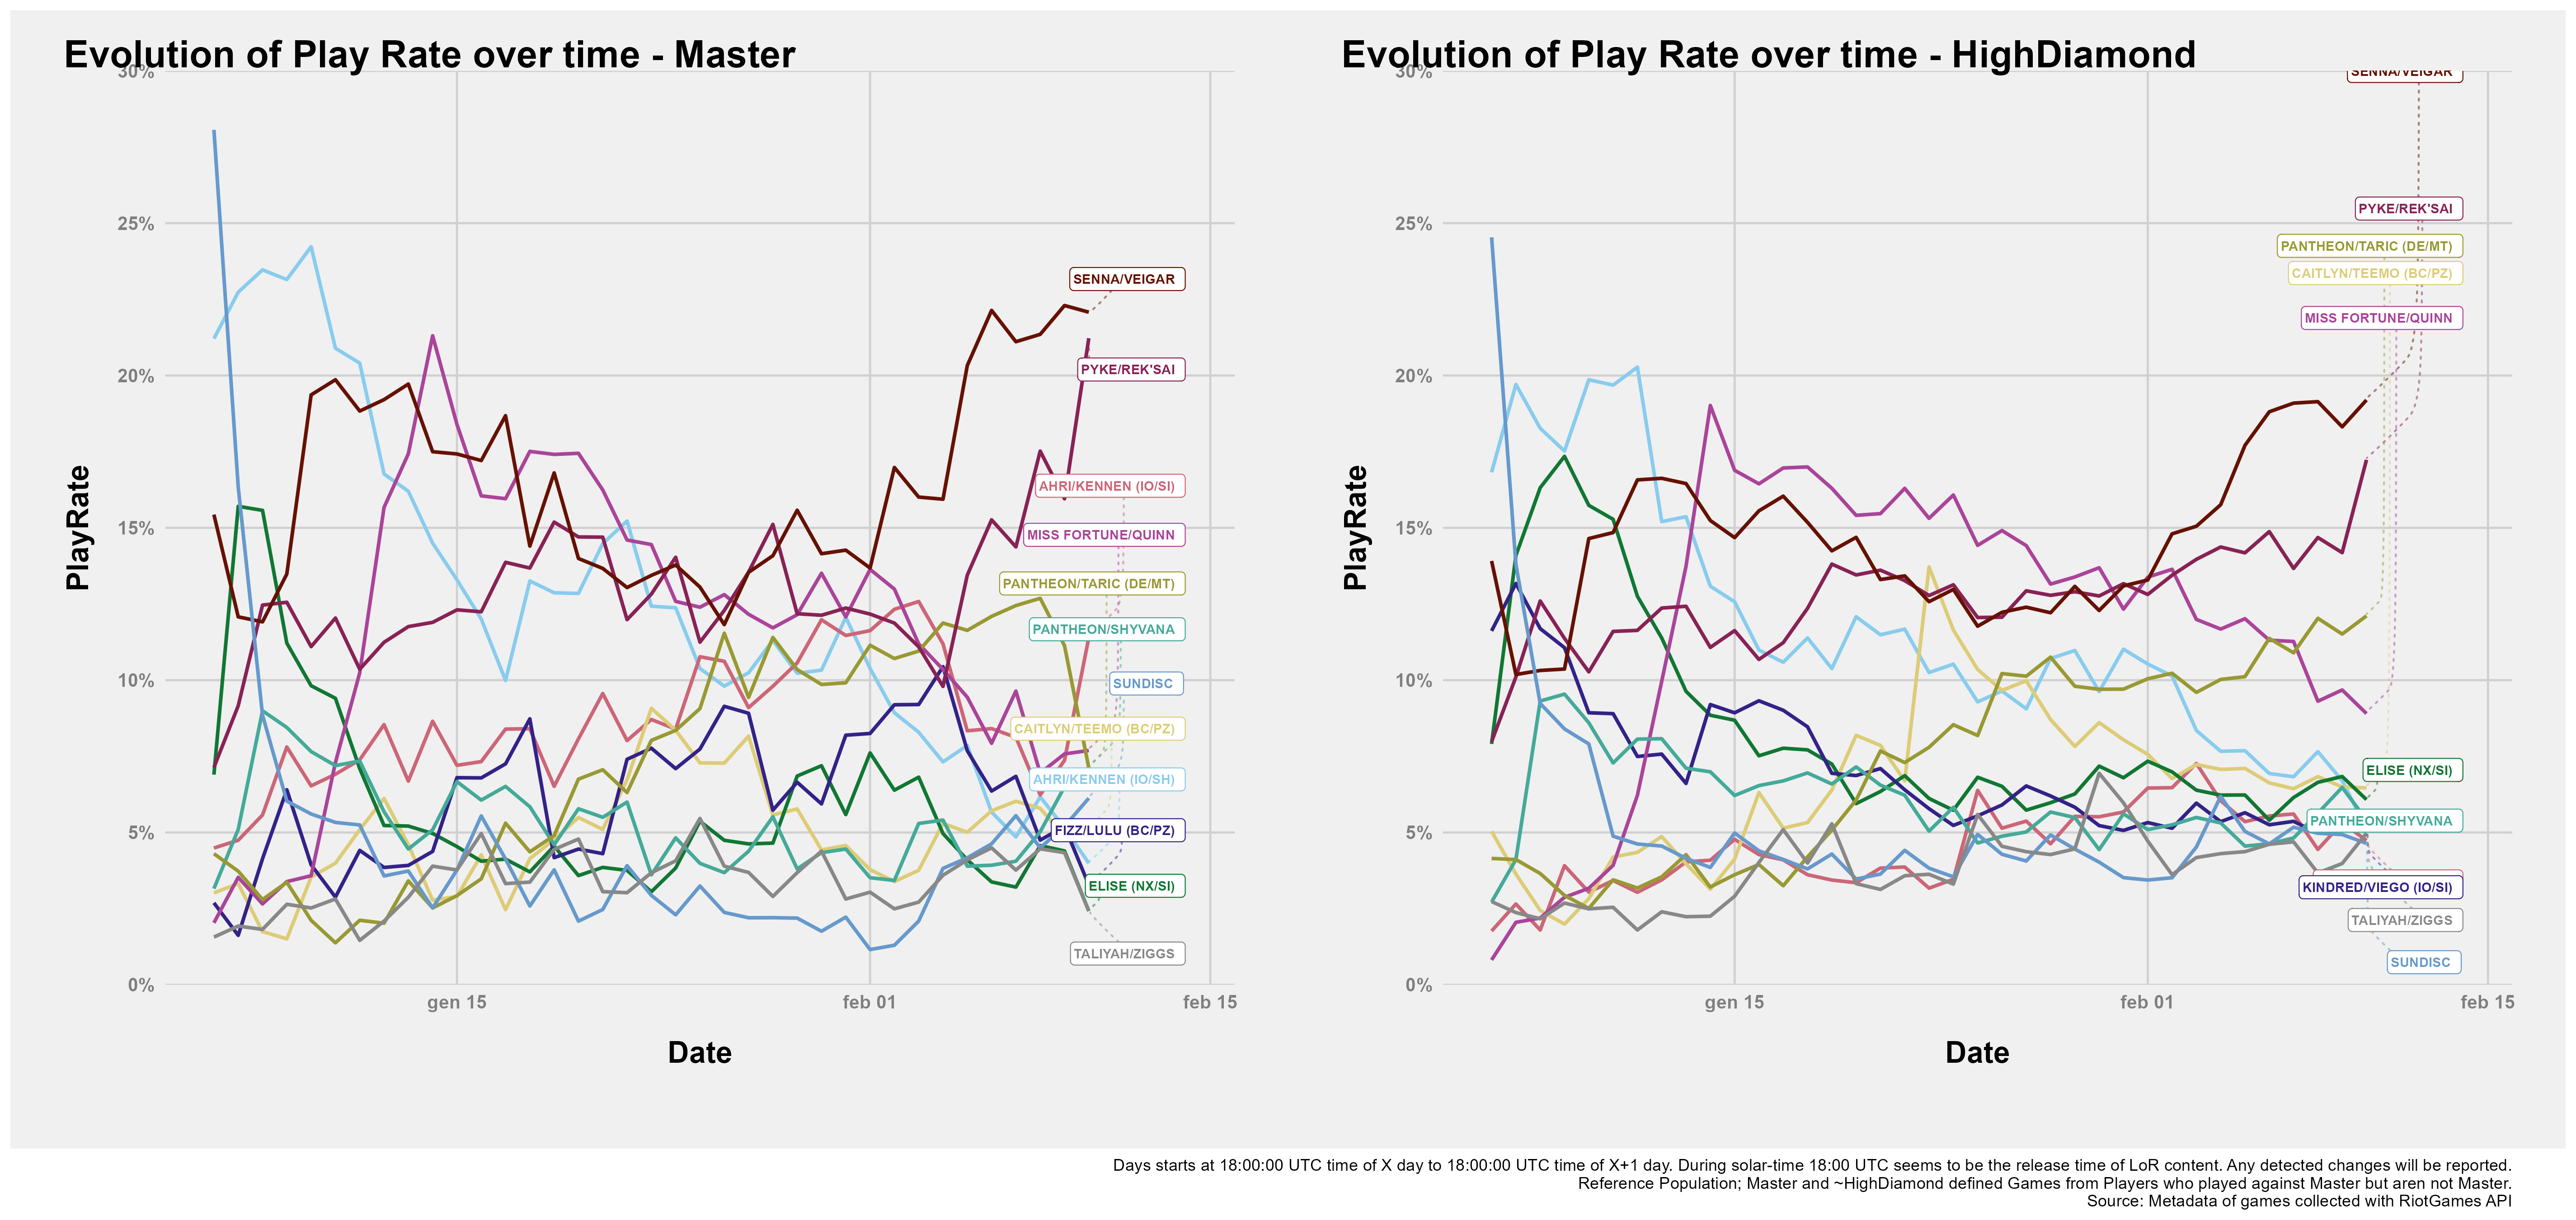 Evolution of Play Rate over time - Master
30%
25%
20%
15%
10%
5%
0%
PlayRate
SENNA/VEIGAR
PYKE/REK'SAI
AHRI/KENNEN (IO/SI)
MISS FORTUNE/QUINN
PANTHEON/TARIC (DE/MT)
PANTHEON/SHYVANA
SUNDISC
CAITLYN/TEEMO (BC/PZ)
AHRI/KENNEN (IO/SH)
FIZZ/LULU (BC/PZ)
ELISE (NX/SI)
TALIYAH/ZIGGS
gen 15
feb 01
feb 15
Date
Evolution of Play Rate over time - HighDiamond
30%
25%
20%
15%
10%
5%
0%
PlayRate
SENNA/VEIGAR
PYKE/REK'SAI
PANTHEON/TARIC (DE/MT)
CAITLYN/TEEMO (BC/PZ)
MISS FORTUNE/QUINN
ELISE (NX/SI)
PANTHEON/SHYVANA
KINDRED/VIEGO (IO/SI)
TALIYAH/ZIGGS
SUNDISC
gen 15
feb 01
feb 15
Date
Days starts at 18:00:00 UTC time of X day to 18:00:00 UTC time of X+1 day. During solar-time 18:00 UTC seems to be the release time of LoR content. Any detected changes will be reported.
Reference Population; Master and ~HighDiamond defined Games from Players who played against Master but aren not Master.
Source: Metadata of games collected with RiotGames API